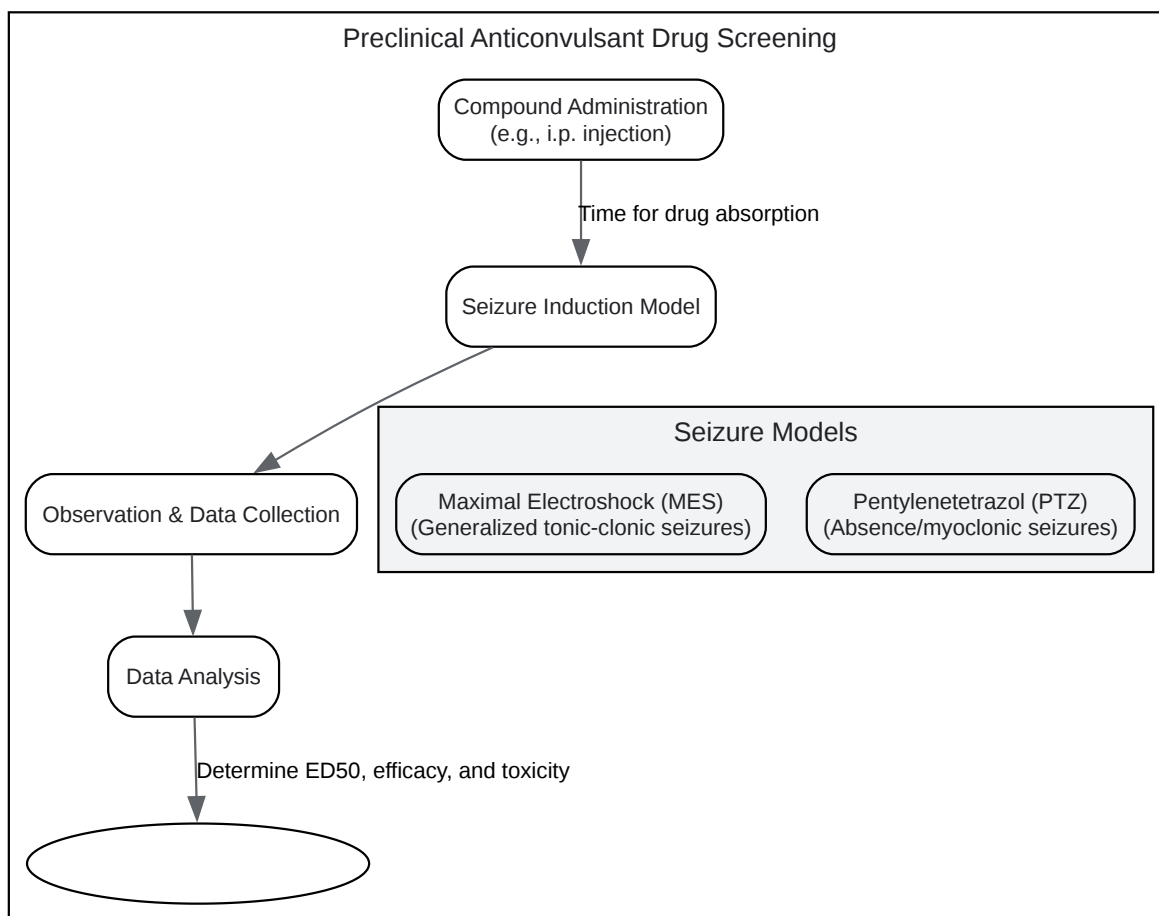 Preclinical Anticonvulsant Drug Screening
Compound Administration
(e.g., i.p. injection)
Time for drug absorption
Seizure Induction Model
Seizure Models
Maximal Electroshock (MES)
(Generalized tonic-clonic seizures)
Pentylenetetrazol (PTZ)
(Absence/myoclonic seizures)
Observation & Data Collection
Data Analysis
Determine ED50, efficacy, and toxicity